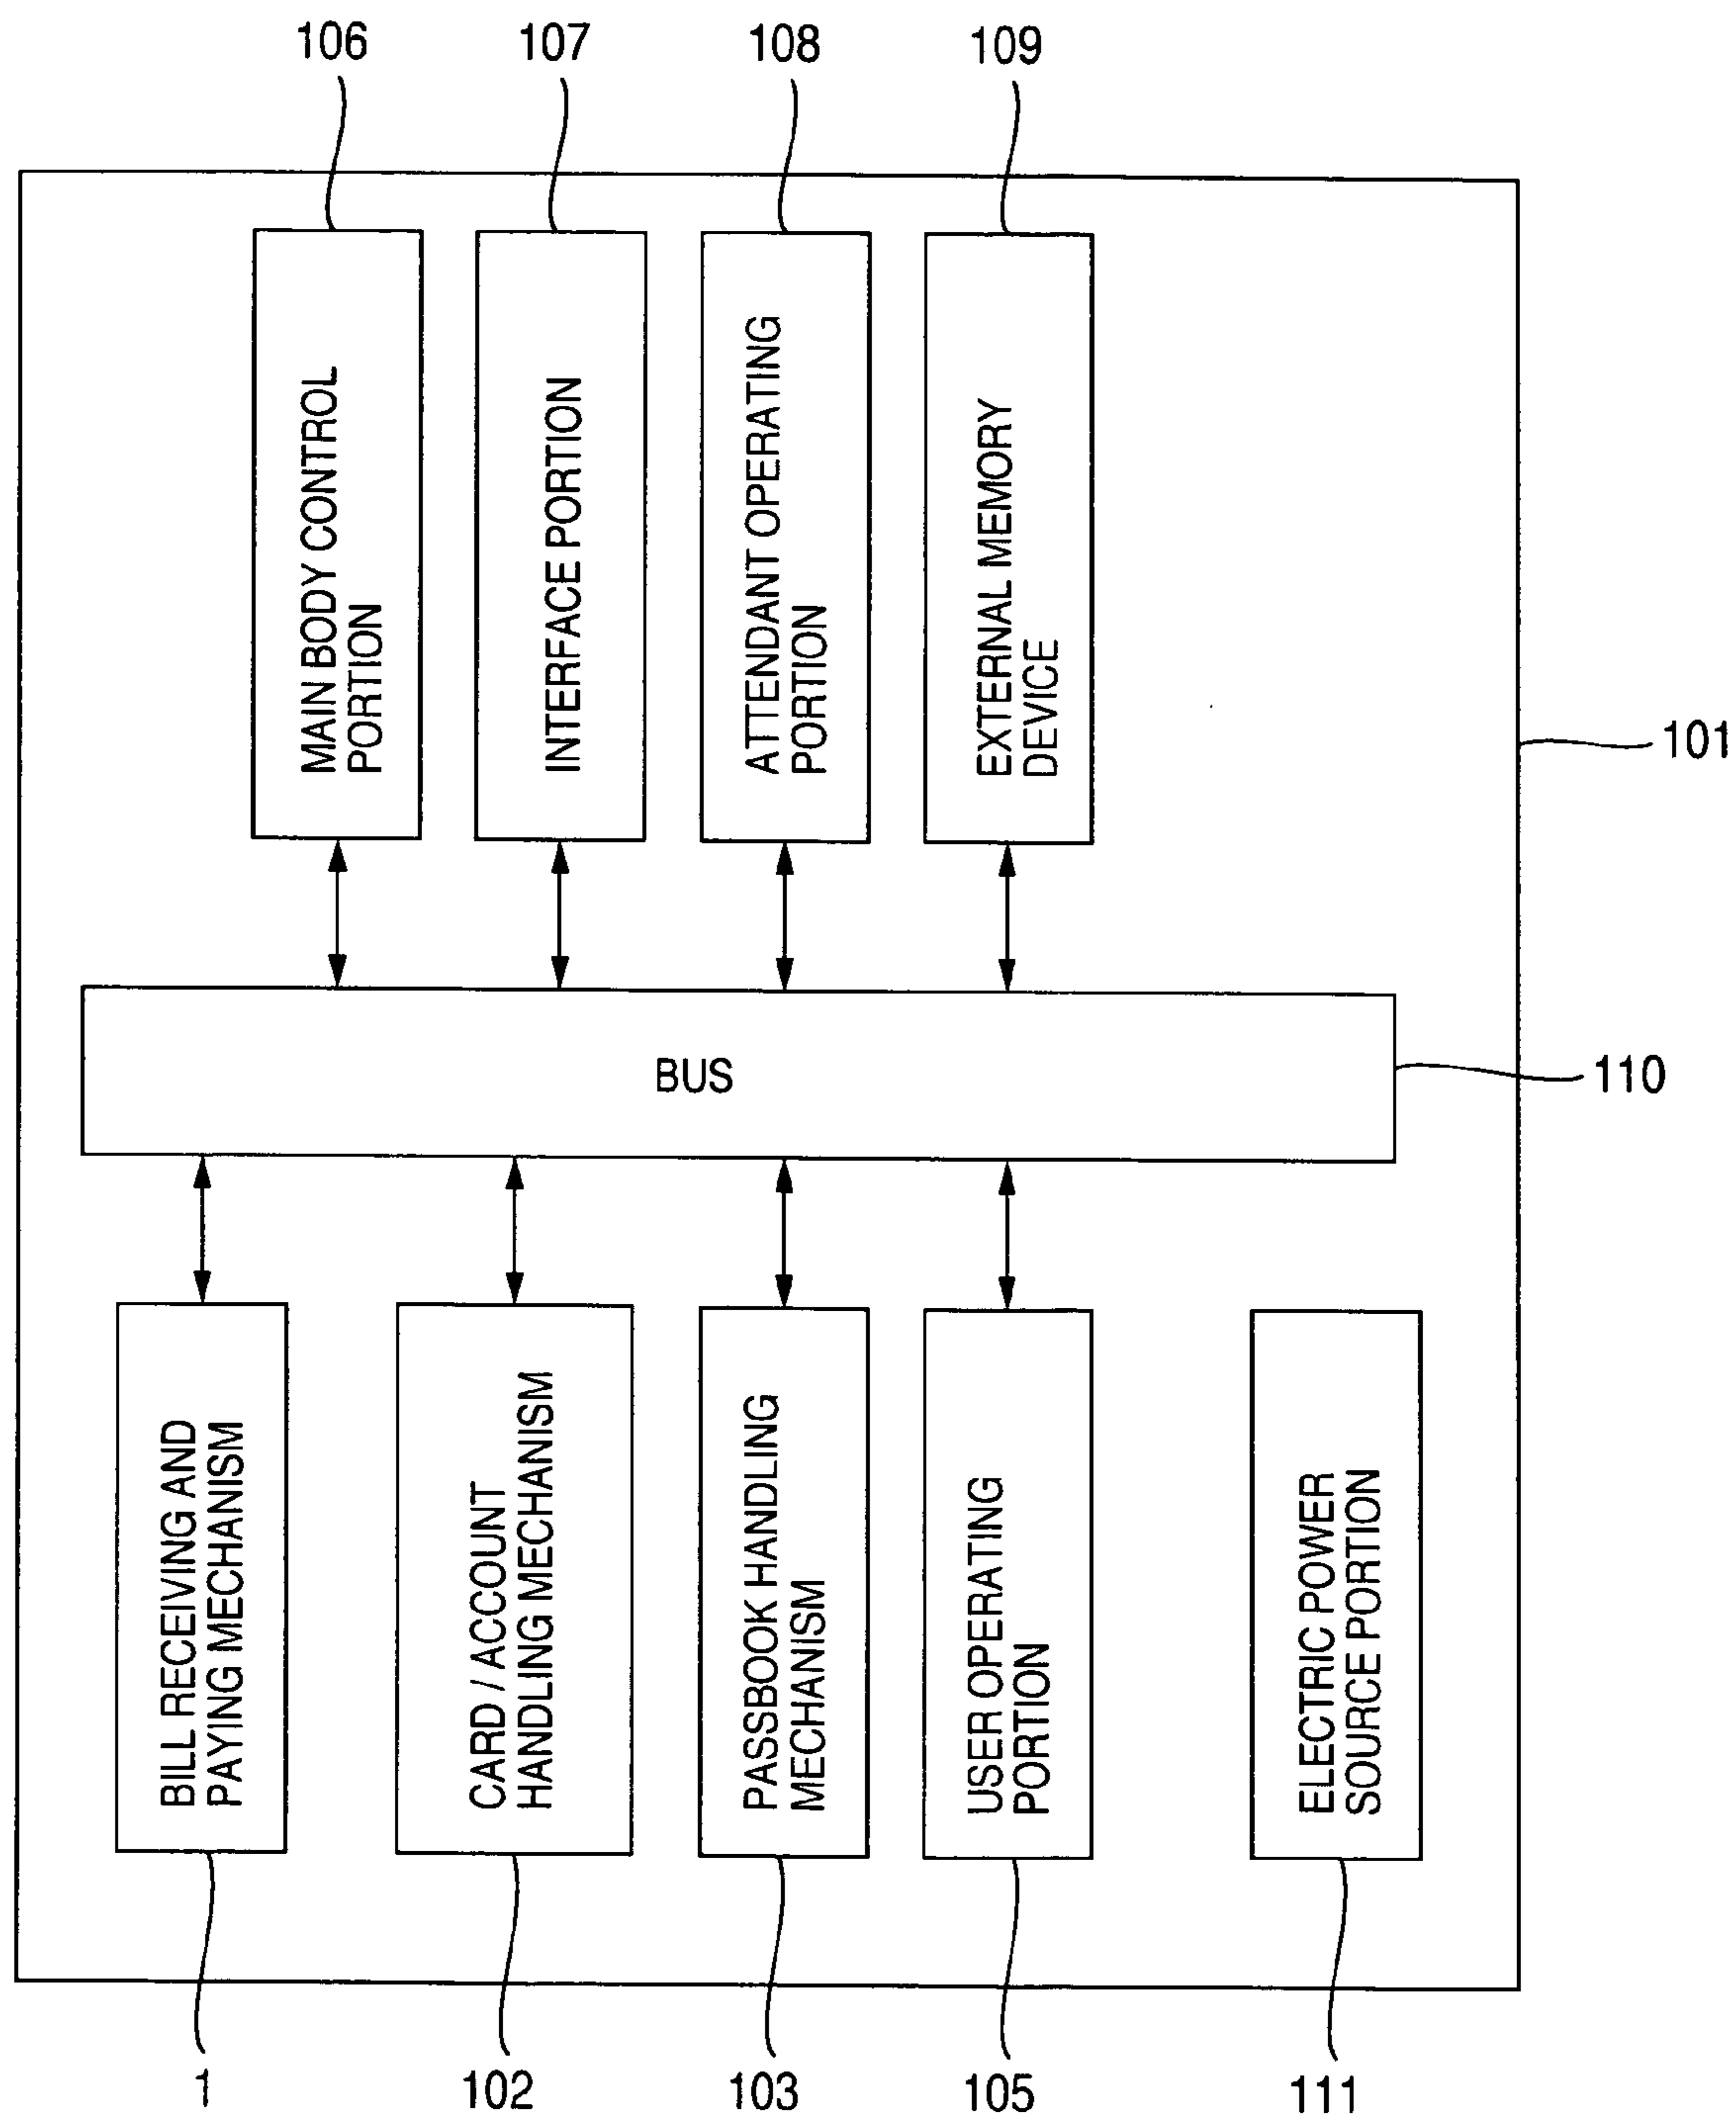 106
107
108
109
MAIN BODY CONTROL
PORTION
INTERFACE PORTION
ATTENDANT OPERATING
PORTION
EXTERNAL MEMORY
DEVICE
101
BUS
110
BILL RECEIVING AND
PAYING MECHANISM
CARD / ACCOUNT
HANDLING MECHANISM
PASSBOOK HANDLING
MECHANISM
USER OPERATING
PORTION
ELECTRIC POWER
SOURCE PORTION
1
102
103
105
111